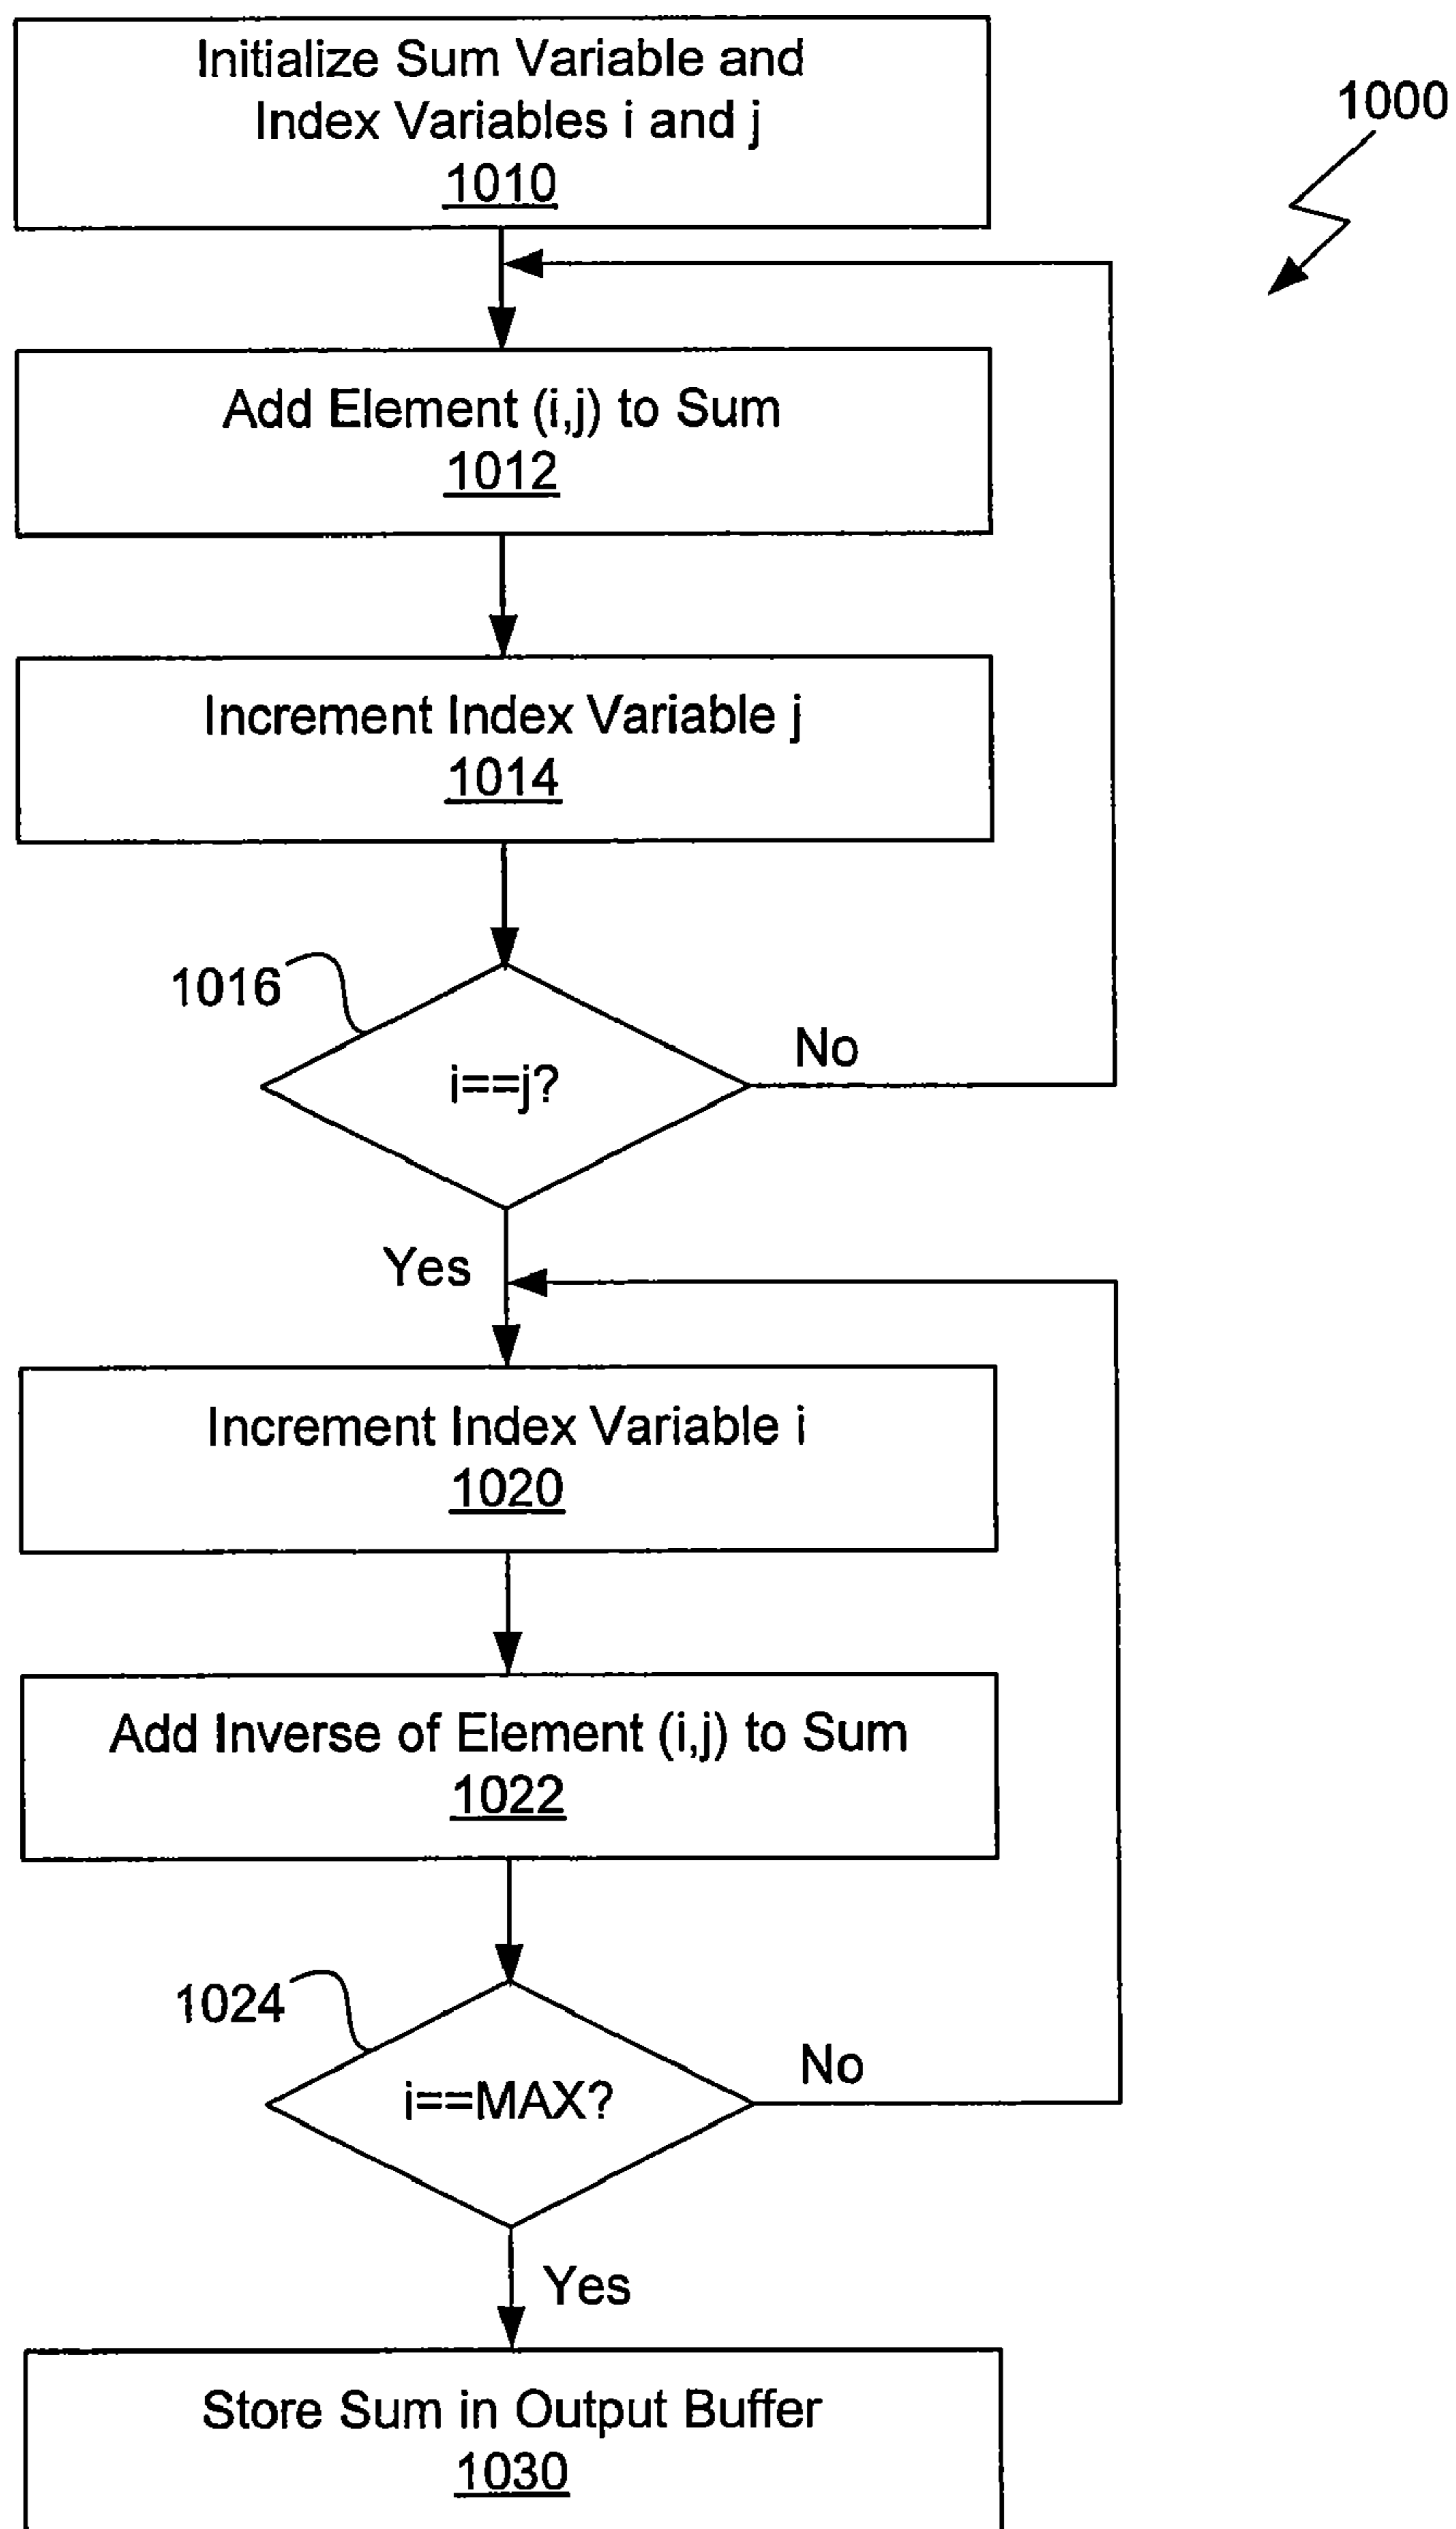 Initialize Sum Variable and
Index Variables i and j
1010
1000
Add Element (i,j) to Sum
1012
Increment Index Variable j
1014
1016
i==j?
No
Yes
Increment Index Variable i
1020
Add Inverse of Element (i,j) to Sum
1022
1024
i==MAX?
No
Yes
Store Sum in Output Buffer
1030